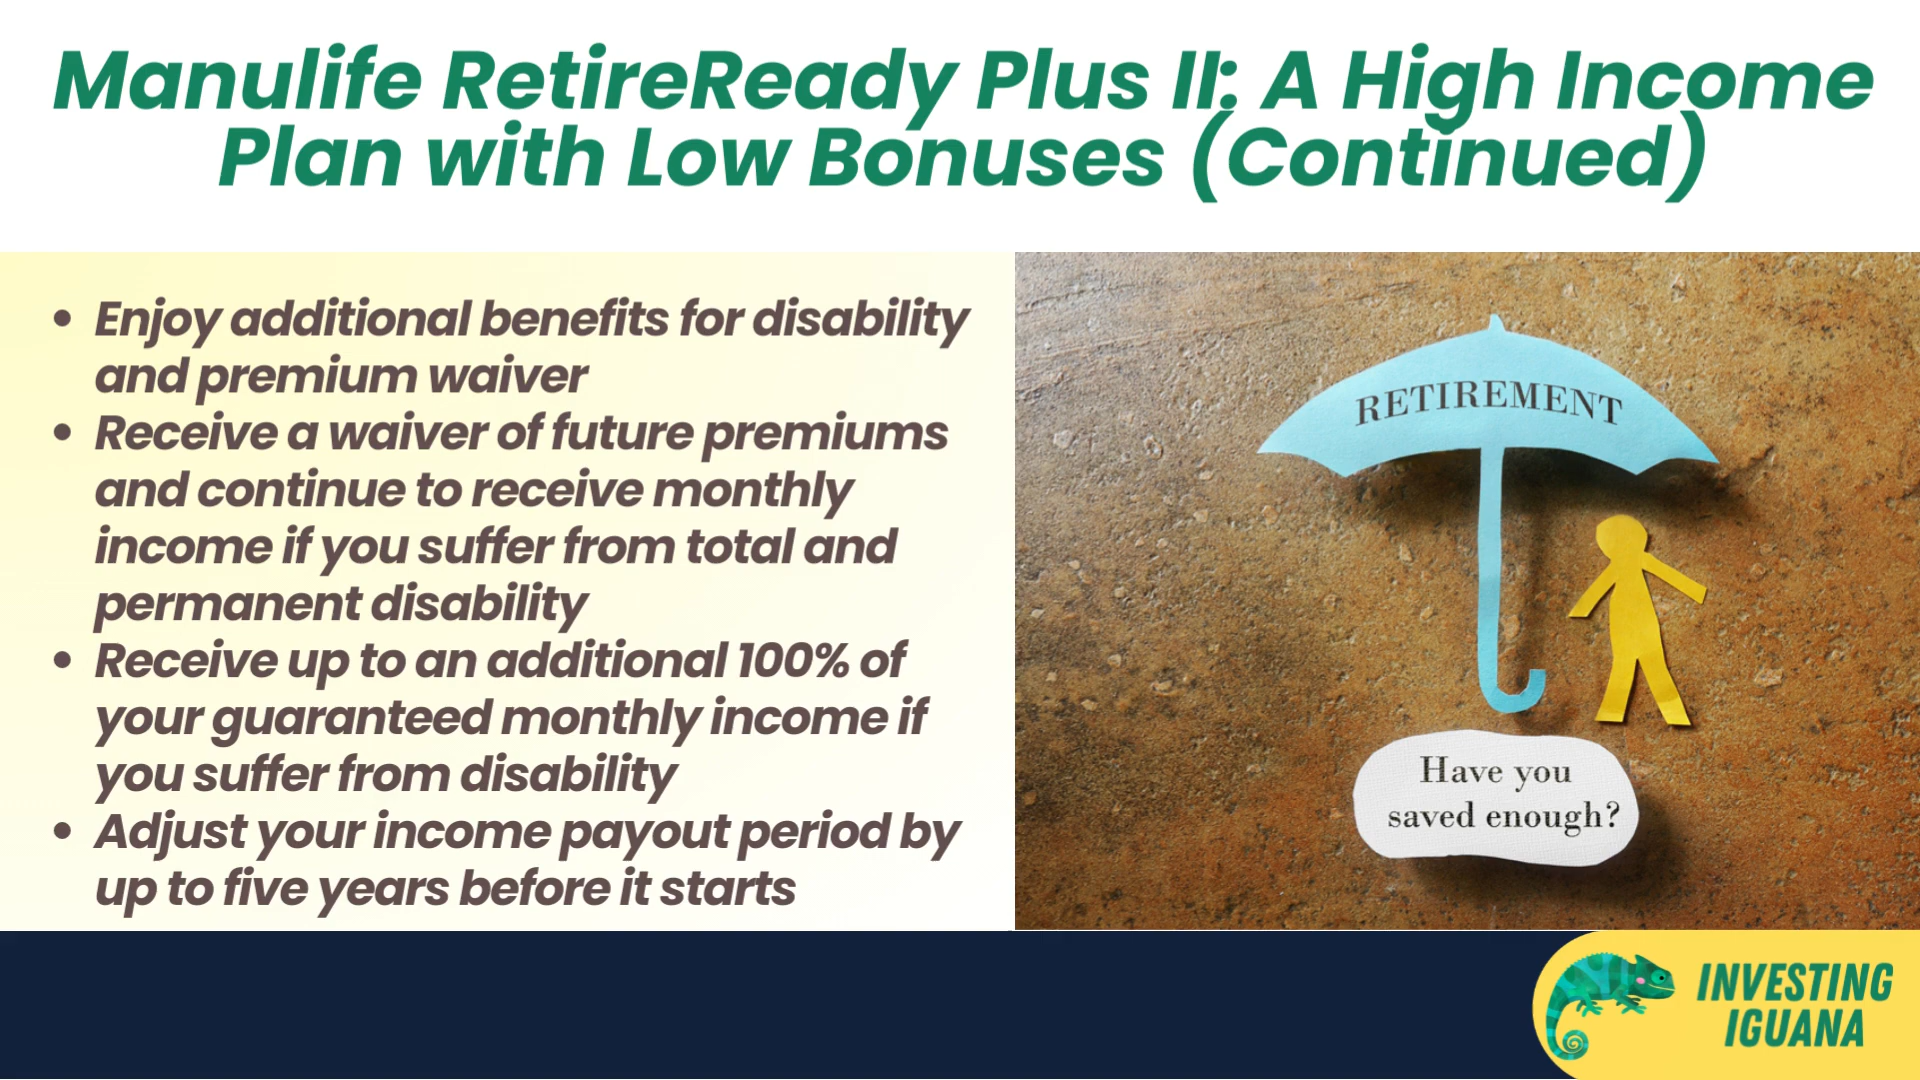 Manulife RetireReady Plus II: A High Income
Plan with Low Bonuses (Continued)
• Enjoy additional benefits for disability
and premium waiver
• Receive a waiver of future premiums
and continue to receive monthly
income if you suffer from total and
permanent disability
• Receive up to an additional 100% of
your guaranteed monthly income if
you suffer from disability
• Adjust your income payout period by
up to five years before it starts
RETIREMENT
Have you
saved enough?
INVESTING
IGUANA